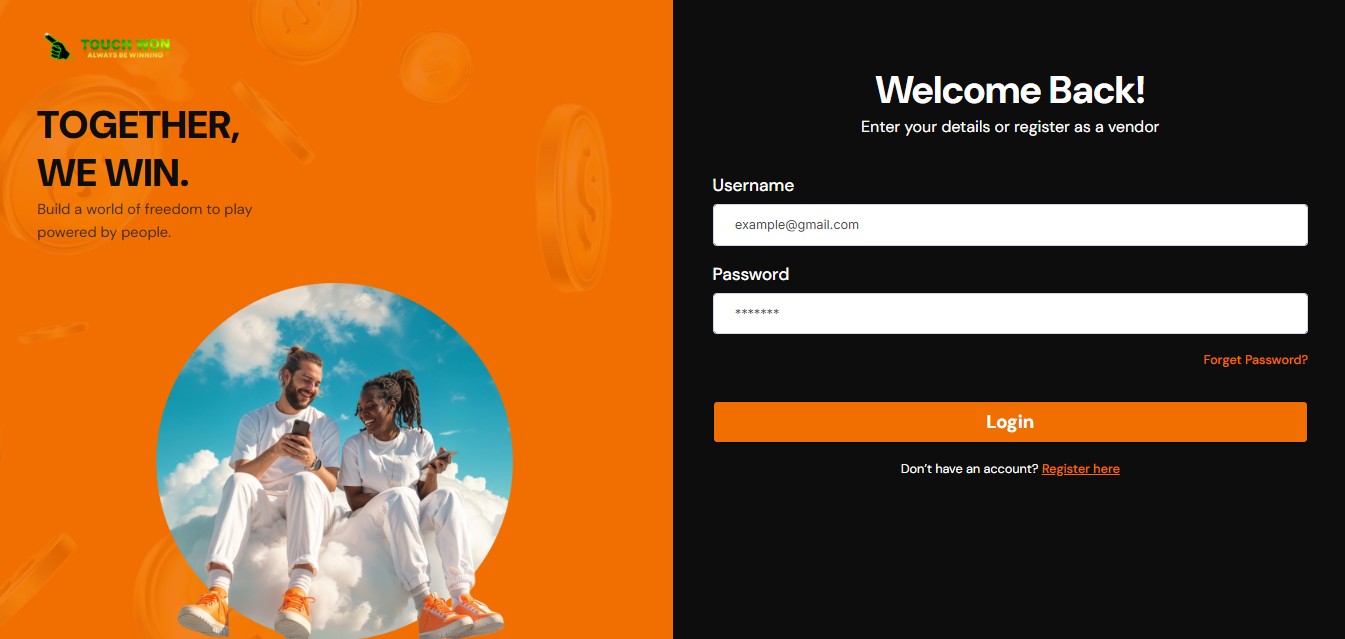 TOUCH WON
ALWAYS BE WINNING
TOGETHER,
WE WIN.
Build a world of freedom to play
powered by people.
Welcome Back!
Enter your details or register as a vendor
Username
example@gmail.com
Password
*******
Forget Password?
Login
Don’t have an account? Register here